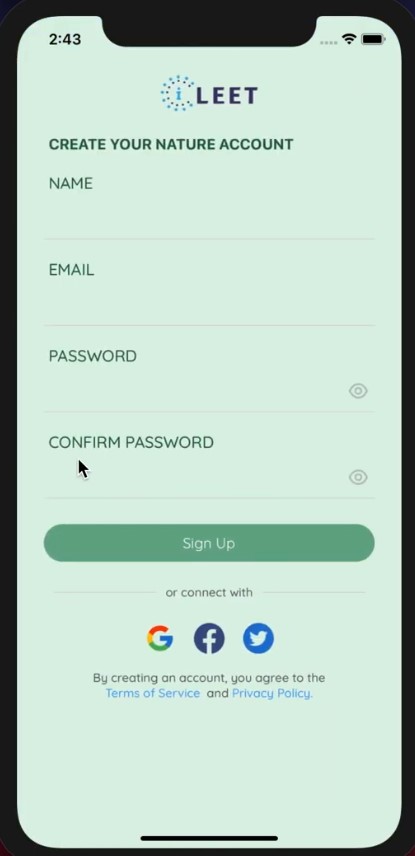 2:43
i LEET
CREATE YOUR NATURE ACCOUNT
NAME
EMAIL
PASSWORD
CONFIRM PASSWORD
Sign Up
or connect with
By creating an account, you agree to the
Terms of Service and Privacy Policy.